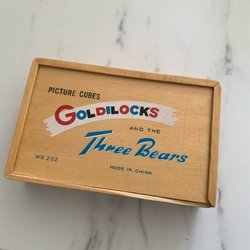 PICTURE CUBES
GOLDILOCKS
AND THE
Three Bears
WB 202
MADE IN CHINA